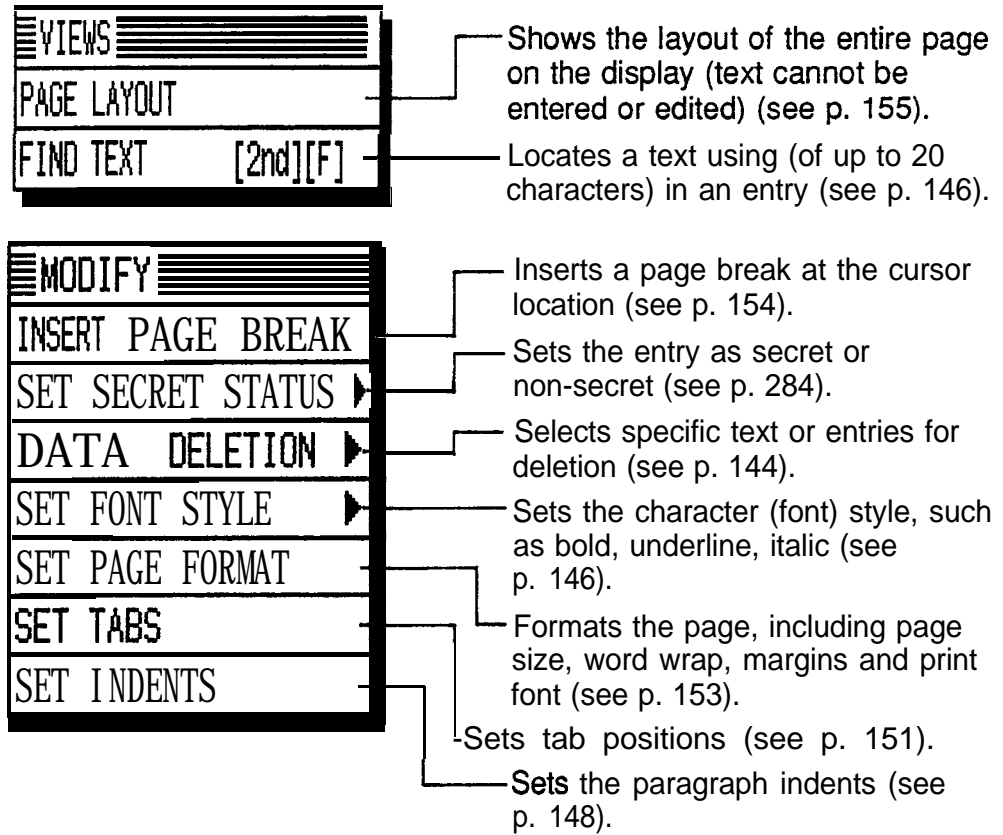 VIEWS
PAGE LAYOUT
FIND TEXT [2nd][F]
Shows the layout of the entire page
on the display (text cannot be
entered or edited) (see p. 155).
Locates a text using (of up to 20
characters) in an entry (see p. 146).
MODIFY
INSERT PAGE BREAK
SET SECRET STATUS
DATA DELETION
SET FONT STYLE
SET PAGE FORMAT
SET TABS
SET INDENTS
Inserts a page break at the cursor
location (see p. 154).
Sets the entry as secret or
non-secret (see p. 284).
Selects specific text or entries for
deletion (see p. 144).
Sets the character (font) style, such
as bold, underline, italic (see
p. 146).
Formats the page, including page
size, word wrap, margins and print
font (see p. 153).
-Sets tab positions (see p. 151).
Sets the paragraph indents (see
p. 148).